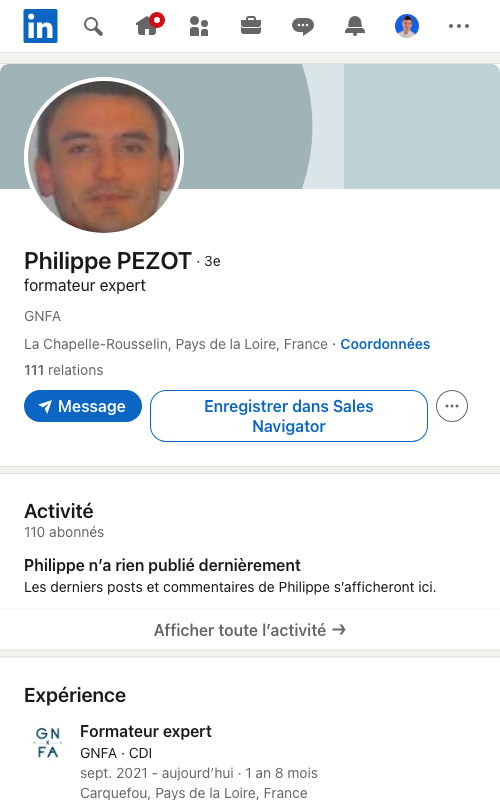 in
Philippe PEZOT · 3e
formateur expert
GNFA
La Chapelle-Rousselin, Pays de la Loire, France · Coordonnées
111 relations
Message
Enregistrer dans Sales
Navigator
Activité
110 abonnés
Philippe n’a rien publié dernièrement
Les derniers posts et commentaires de Philippe s’afficheront ici.
Afficher toute l’activité →
Expérience
GN
FA
Formateur expert
GNFA · CDI
sept. 2021 - aujourd’hui · 1 an 8 mois
Carquefou, Pays de la Loire, France